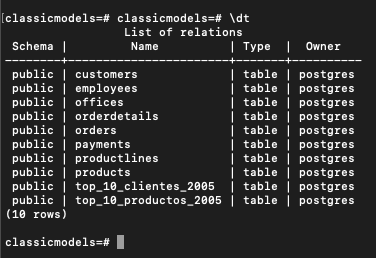 [classicmodels=# classicmodels=# \dt
List of relations
Schema | Name | Type | Owner
--------+----------------------+-------+----------
public | customers | table | postgres
public | employees | table | postgres
public | offices | table | postgres
public | orderdetails | table | postgres
public | orders | table | postgres
public | payments | table | postgres
public | productlines | table | postgres
public | products | table | postgres
public | top_10_clientes_2005 | table | postgres
public | top_10_productos_2005 | table | postgres
(10 rows)
classicmodels=#